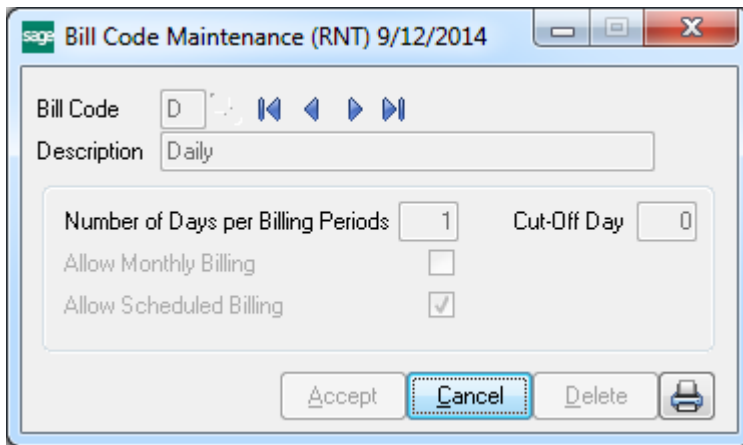 sage Bill Code Maintenance (RNT) 9/12/2014
Bill Code D
Description Daily
Number of Days per Billing Periods 1 Cut-Off Day 0
Allow Monthly Billing
Allow Scheduled Billing
Accept Cancel Delete